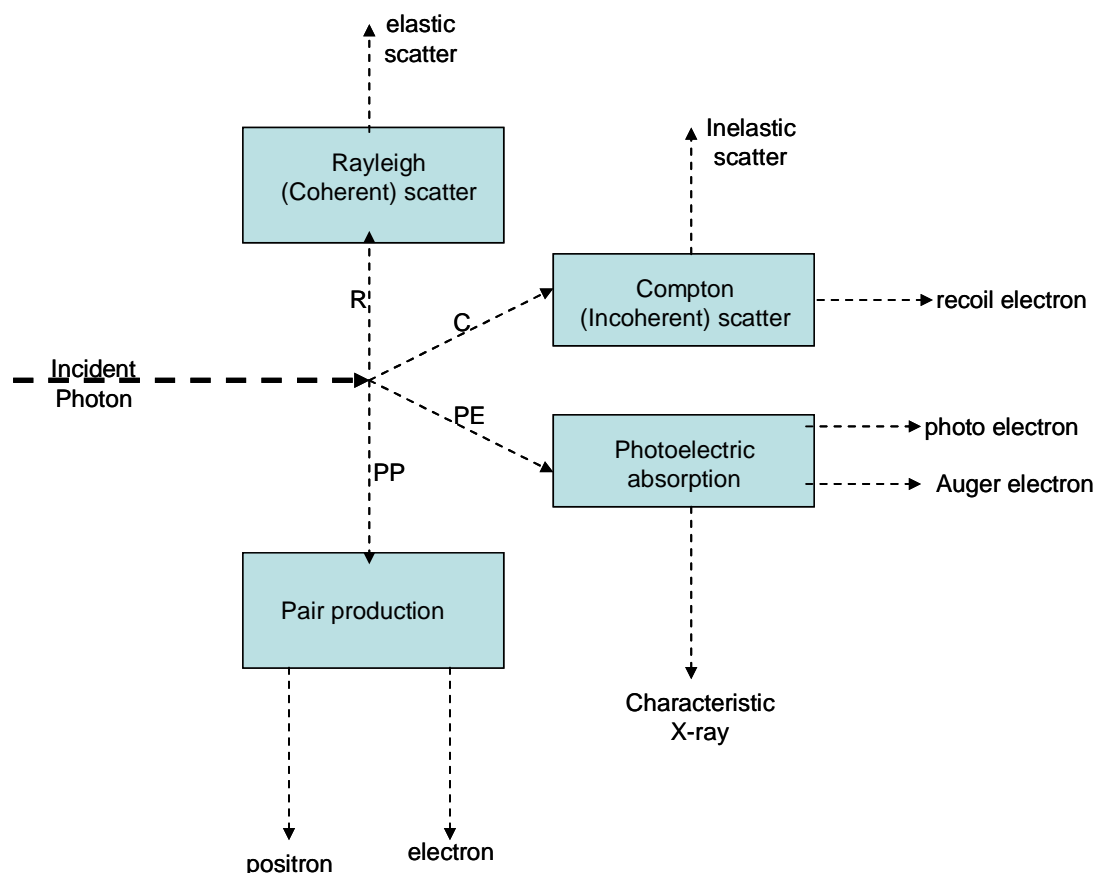 elastic
scatter
Rayleigh
(Coherent) scatter
Inelastic
scatter
Compton
(Incoherent) scatter
recoil electron
R
C
Incident
Photon
PE
PP
Photoelectric
absorption
photo electron
Auger electron
Pair production
Characteristic
X-ray
positron
electron